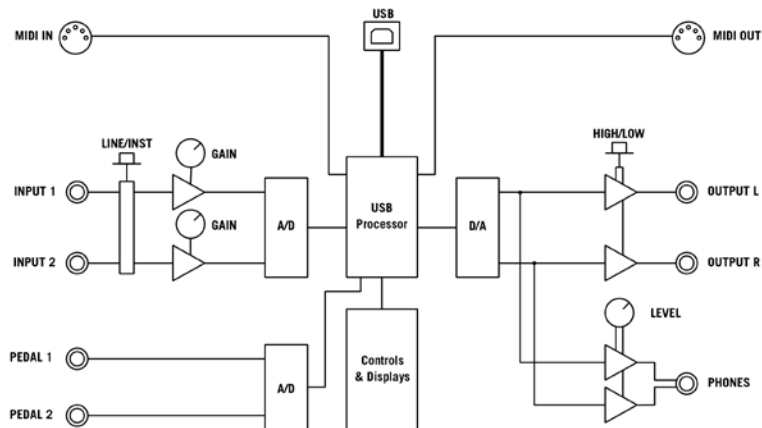 USB
MIDI IN
MIDI OUT
LINE/INST
HIGH/LOW
GAIN
INPUT 1
OUTPUT L
GAIN
A/D
USB
Processor
D/A
INPUT 2
OUTPUT R
LEVEL
PEDAL 1
Controls
& Displays
A/D
PHONES
PEDAL 2